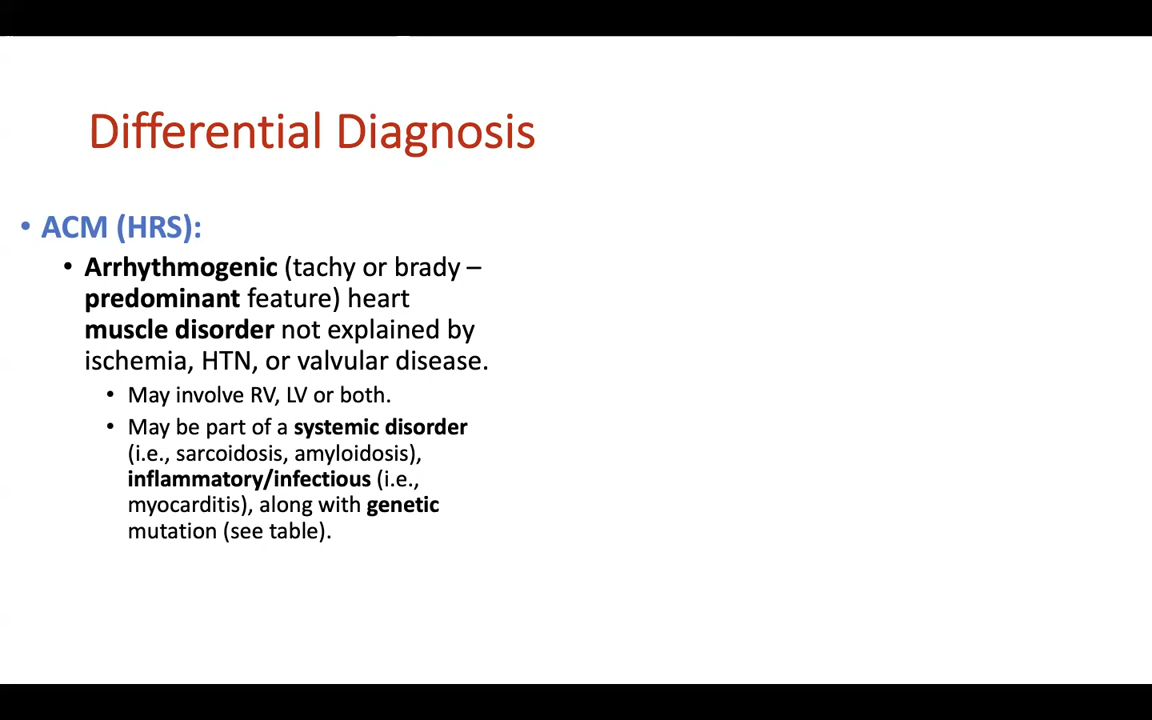 Differential Diagnosis
• ACM (HRS):
• Arrhythmogenic (tachy or brady –
predominant feature) heart
muscle disorder not explained by
ischemia, HTN, or valvular disease.
• May involve RV, LV or both.
• May be part of a systemic disorder
(i.e., sarcoidosis, amyloidosis),
inflammatory/infectious (i.e.,
myocarditis), along with genetic
mutation (see table).